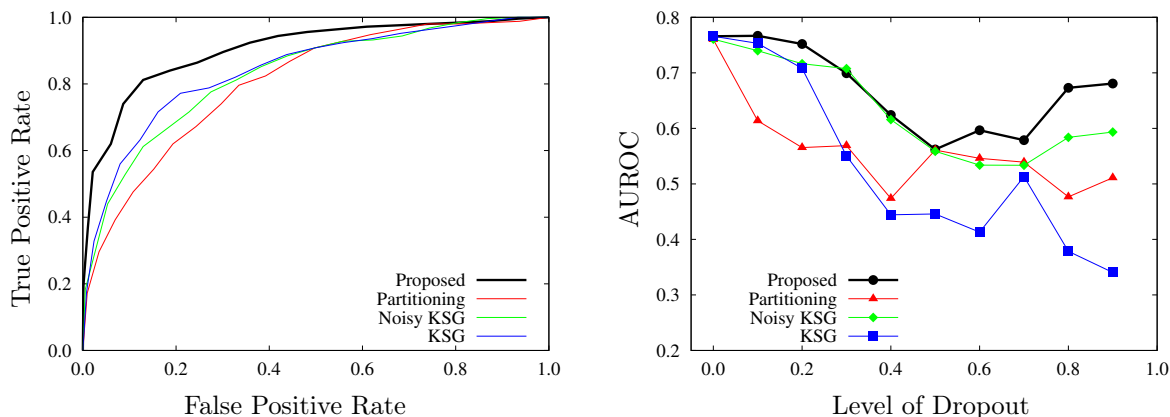 True Positive Rate
1.0
0.8
0.6
0.4
0.2
0.0
Proposed
Partitioning
Noisy KSG
KSG
0.0 0.2 0.4 0.6 0.8 1.0
False Positive Rate
AUROC
0.8
0.7
0.6
0.5
0.4
0.3
0.2
Proposed
Partitioning
Noisy KSG
KSG
0.0 0.2 0.4 0.6 0.8 1.0
Level of Dropout